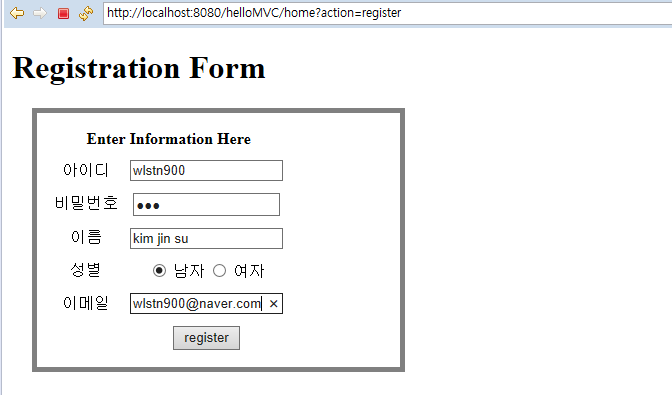 http://localhost:8080/helloMVC/home?action=register
Registration Form
Enter Information Here
아이디 wlstn900
비밀번호 ●●●
이름 kim jin su
성별 남자 여자
이메일 wlstn900@naver.com ×
register